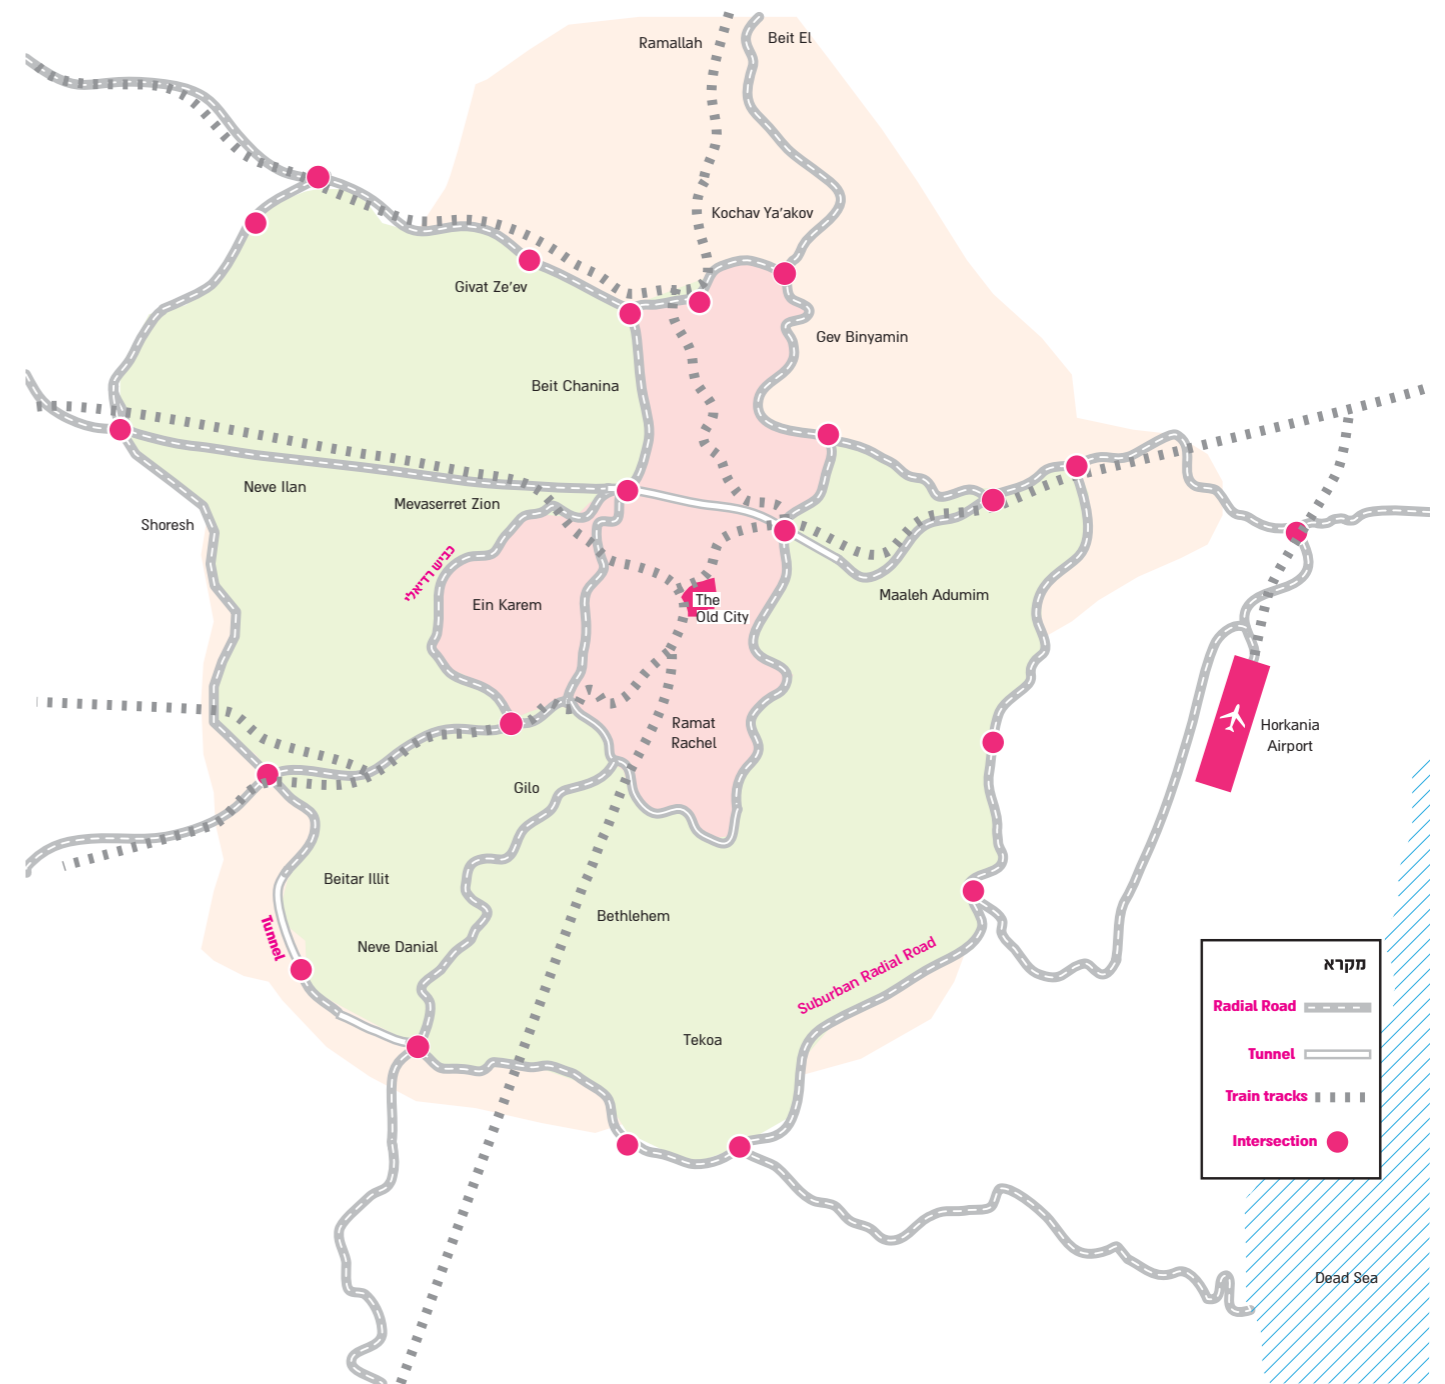 Ramallah
Beit El
Kochav Ya'akov
Givat Ze'ev
Gev Binyamin
Beit Chanina
Neve Ilan
Mevaserret Zion
Shoresh
כביש רדיאלי
Ein Karem
The
Old City
Maaleh Adumim
Ramat
Rachel
Horkania
Airport
Gilo
Beitar Illit
Bethlehem
Tunnel
Neve Danial
Suburban Radial Road
Tekoa
מקרא
Radial Road
Tunnel
Train tracks
Intersection
Dead Sea